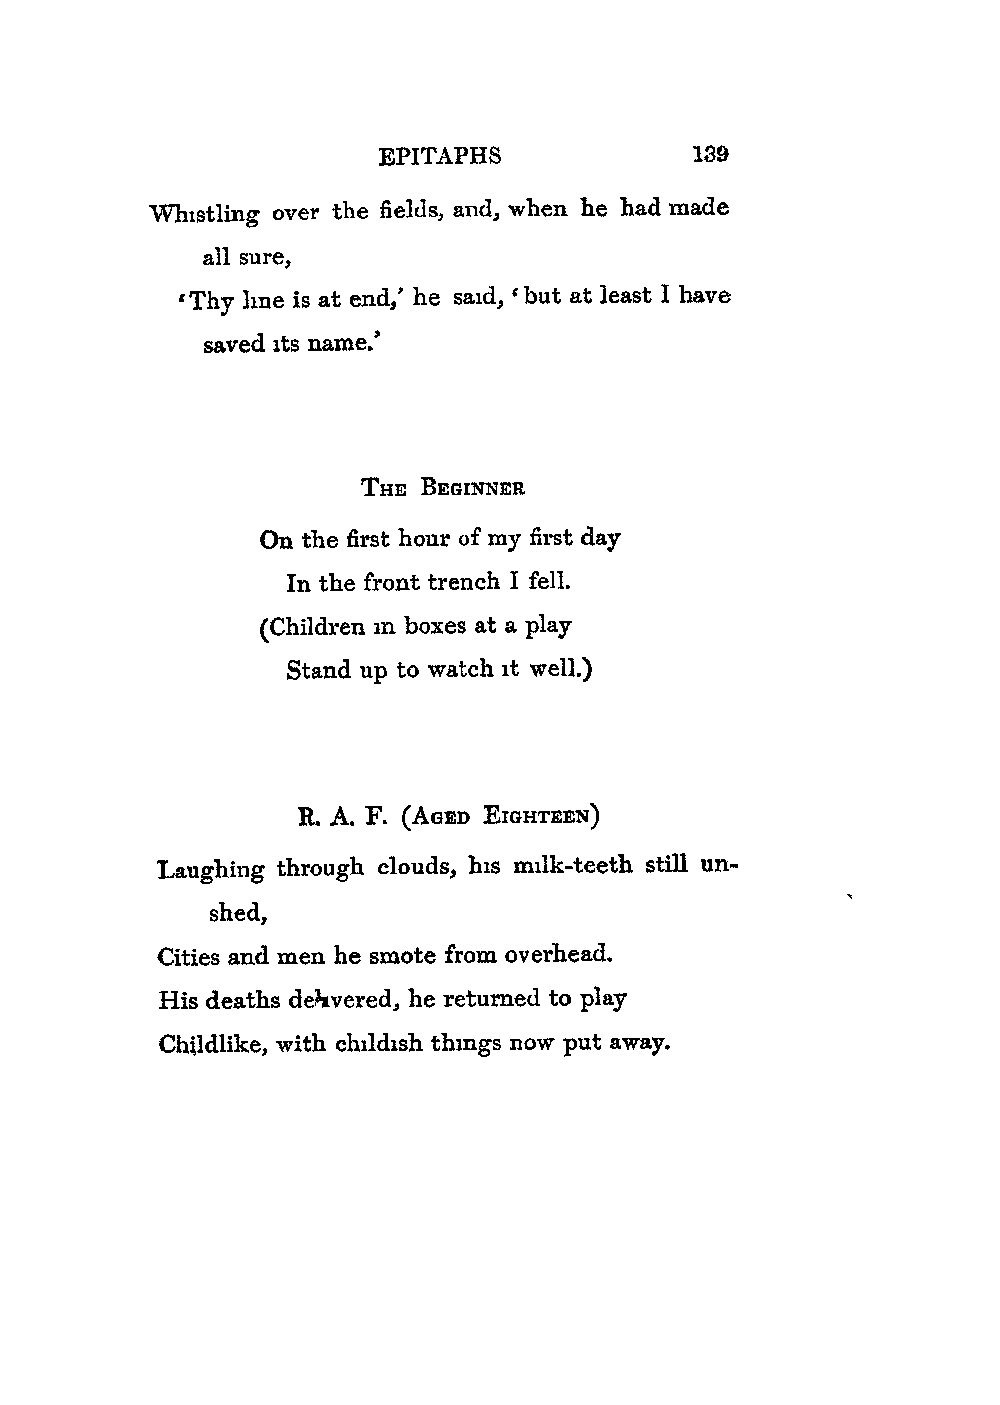 EPITAPHS 139
Whistling over the fields, and, when he had made
all sure,
‘Thy line is at end,’ he said, ‘but at least I have
saved its name.’
The Beginner
On the first hour of my first day
In the front trench I fell.
(Children in boxes at a play
Stand up to watch it well.)
R. A. F. (Aged Eighteen)
Laughing through clouds, his milk-teeth still un-
shed,
Cities and men he smote from overhead.
His deaths delivered, he returned to play
Childlike, with childish things now put away.